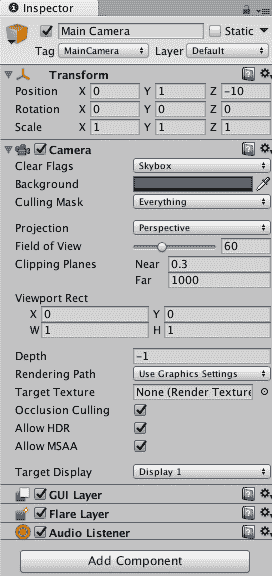 Inspector
Main Camera Static
Tag MainCamera Layer Default
Transform
Position X 0 Y 1 Z -10
Rotation X 0 Y 0 Z 0
Scale X 1 Y 1 Z 1
Camera
Clear Flags Skybox
Background
Culling Mask Everything
Projection Perspective
Field of View 60
Clipping Planes Near 0.3
Far 1000
Viewport Rect
X 0 Y 0
W 1 H 1
Depth -1
Rendering Path Use Graphics Settings
Target Texture None (Render Texture
Occlusion Culling
Allow HDR
Allow MSAA
Target Display Display 1
GUI Layer
Flare Layer
Audio Listener
Add Component